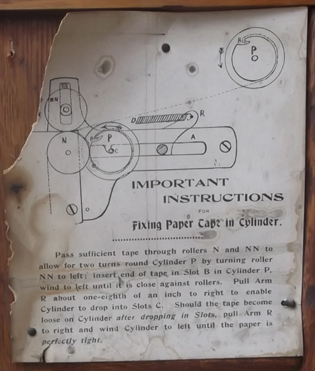 P
R
N
P
C
D
R
A
IMPORTANT
INSTRUCTIONS
FOR
Fixing Paper Tape in Cylinder.
Pass sufficient tape through rollers N and NN to
allow for two turns round Cylinder P by turning roller
NN to left; insert end of tape in Slot B in Cylinder P,
wind to left until it is close against rollers. Pull Arm
R about one-eighth of an inch to right to enable
Cylinder to drop into Slots C. Should the tape become
loose on Cylinder after dropping in Slots, pull Arm R
to right and wind Cylinder to left until the paper is
perfectly tight.